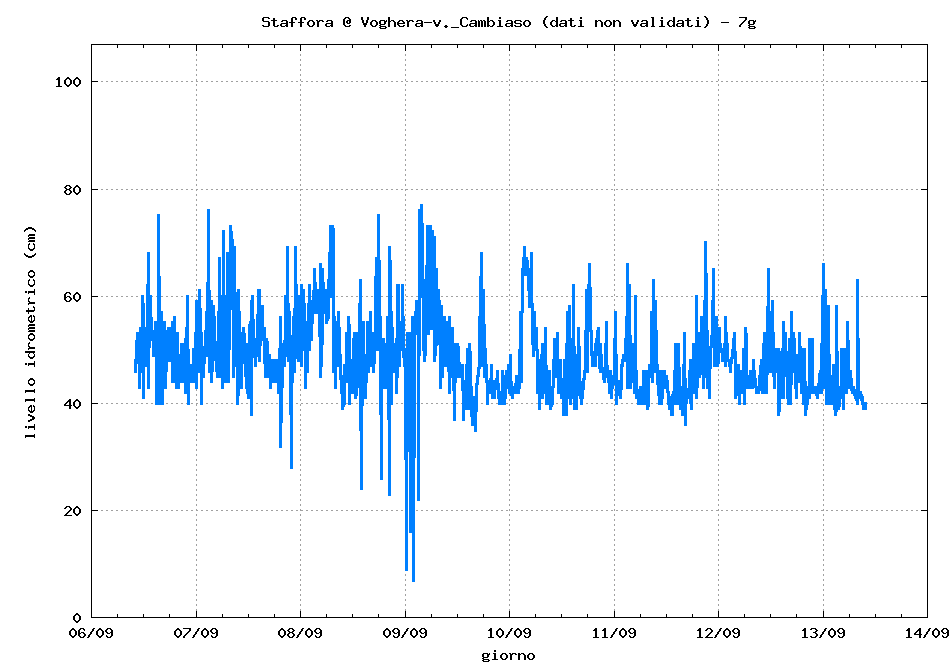 Staffora @ Voghera-v._Cambiaso (dati non validati) - 7g
livello idrometrico (cm)
100
80
60
40
20
0
06/09 07/09 08/09 09/09 10/09 11/09 12/09 13/09 14/09
giorno